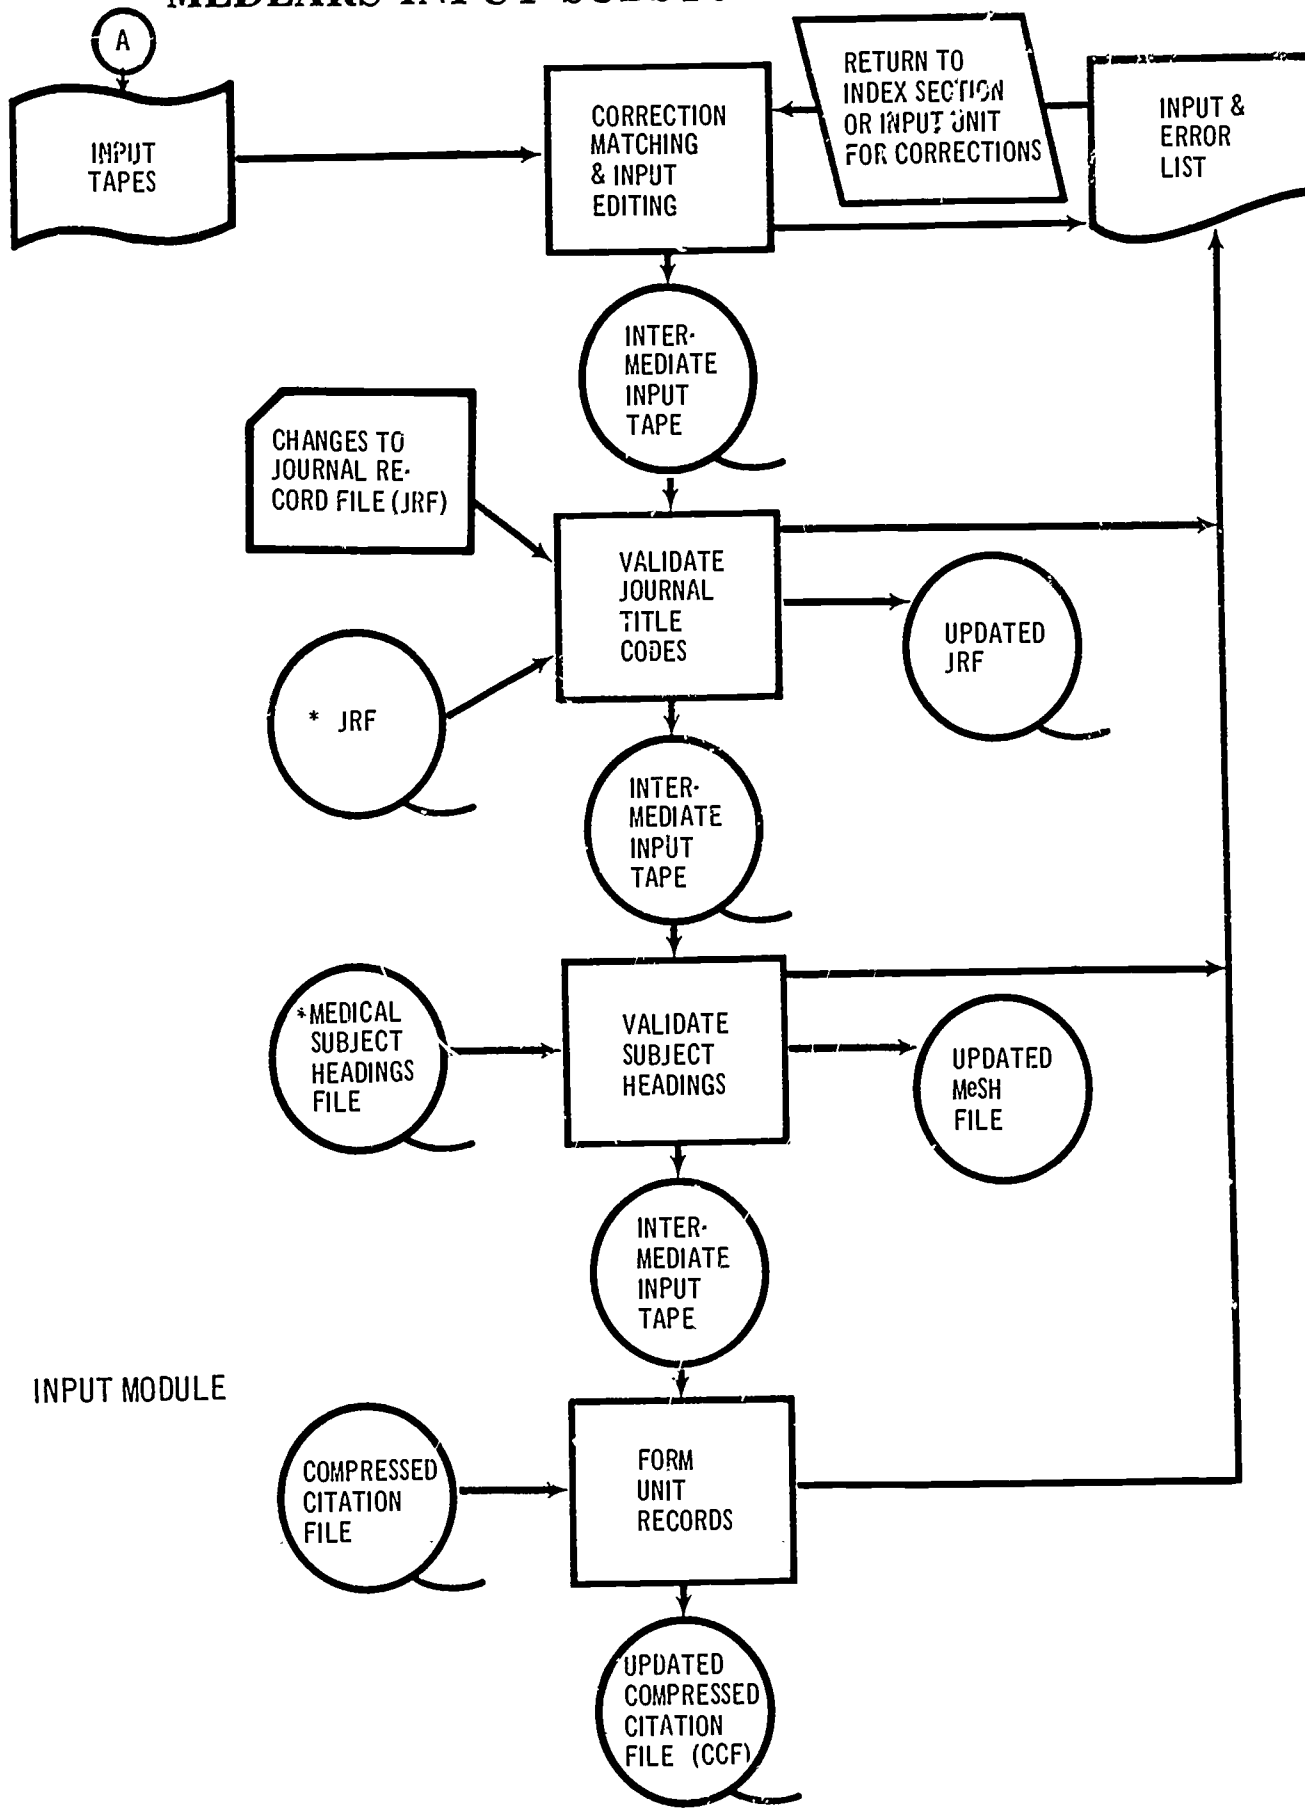 MEDLARS INPUT
A
INPUT
TAPES
CORRECTION
MATCHING
& INPUT
EDITING
RETURN TO
INDEX SECTION
OR INPUT UNIT
FOR CORRECTIONS
INPUT &
ERROR
LIST
INTER-
MEDIATE
INPUT
TAPE
CHANGES TO
JOURNAL RE-
CORD FILE (JRF)
VALIDATE
JOURNAL
TITLE
CODES
UPDATED
JRF
* JRF
INTER-
MEDIATE
INPUT
TAPE
*MEDICAL
SUBJECT
HEADINGS
FILE
VALIDATE
SUBJECT
HEADINGS
UPDATED
MeSH
FILE
INTER-
MEDIATE
INPUT
TAPE
INPUT MODULE
COMPRESSED
CITATION
FILE
FORM
UNIT
RECORDS
UPDATED
COMPRESSED
CITATION
FILE (CCF)